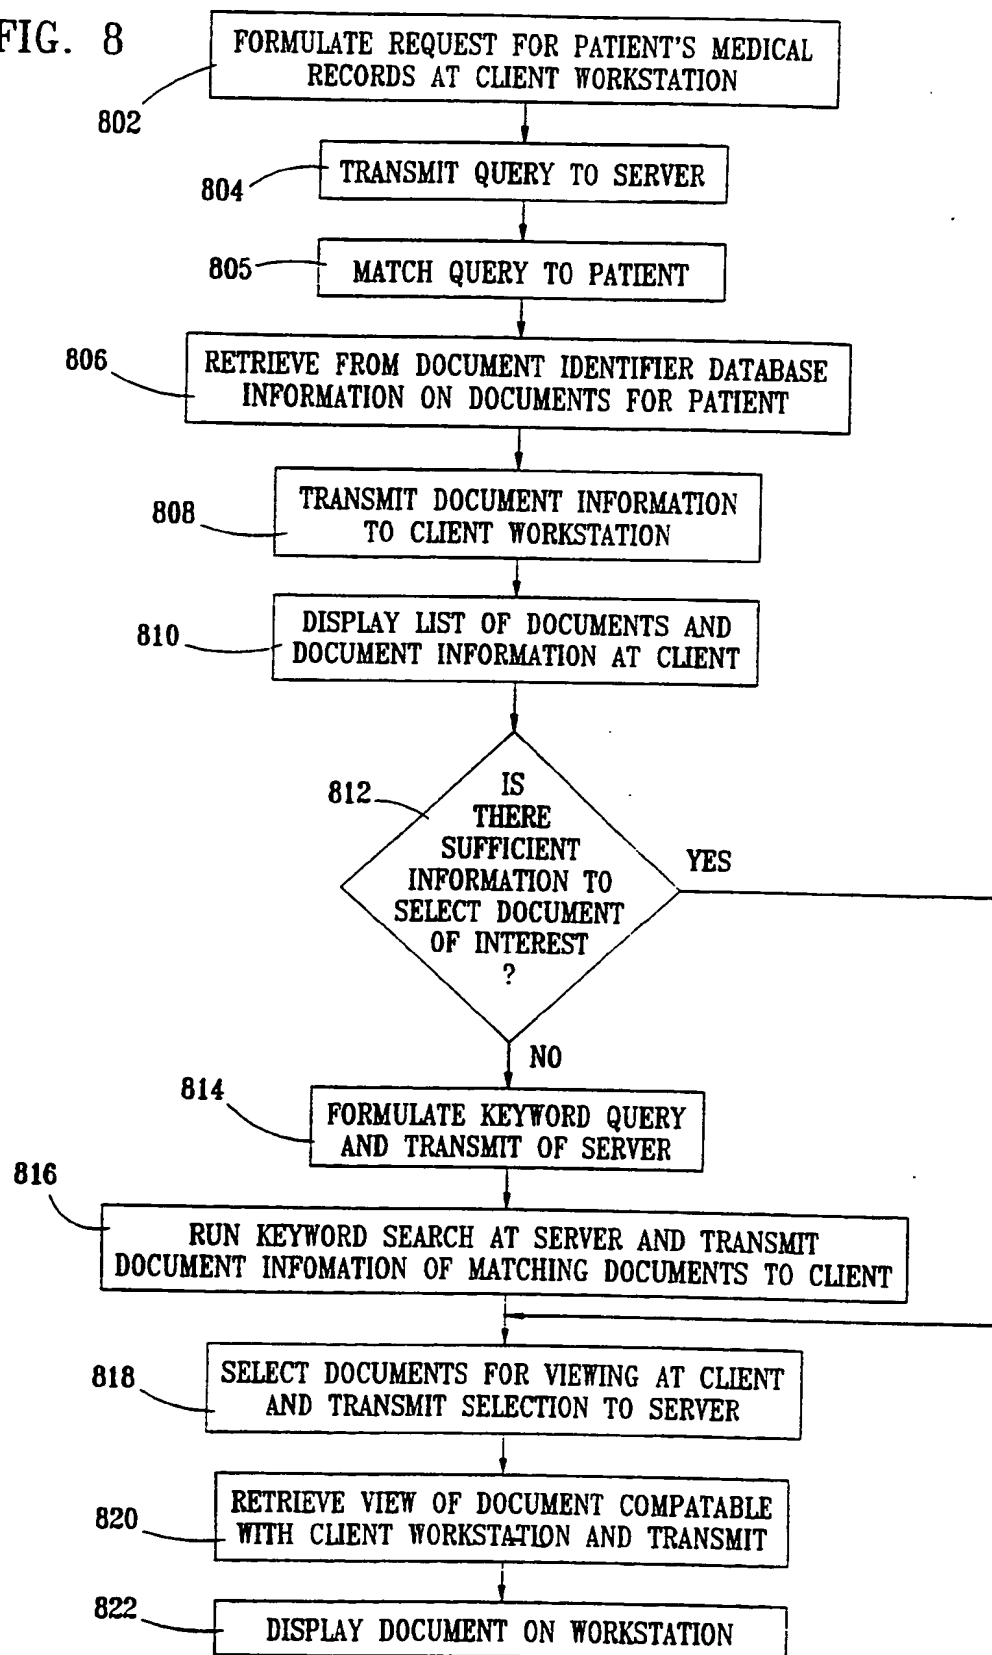 FIG. 8
FORMULATE REQUEST FOR PATIENT'S MEDICAL
RECORDS AT CLIENT WORKSTATION
802
TRANSMIT QUERY TO SERVER
804
MATCH QUERY TO PATIENT
805
RETRIEVE FROM DOCUMENT IDENTIFIER DATABASE
INFORMATION ON DOCUMENTS FOR PATIENT
806
TRANSMIT DOCUMENT INFORMATION
TO CLIENT WORKSTATION
808
DISPLAY LIST OF DOCUMENTS AND
DOCUMENT INFORMATION AT CLIENT
810
IS
THERE
SUFFICIENT
INFORMATION TO
SELECT DOCUMENT
OF INTEREST
?
812
YES
NO
814
FORMULATE KEYWORD QUERY
AND TRANSMIT OF SERVER
816
RUN KEYWORD SEARCH AT SERVER AND TRANSMIT
DOCUMENT INFOMATION OF MATCHING DOCUMENTS TO CLIENT
818
SELECT DOCUMENTS FOR VIEWING AT CLIENT
AND TRANSMIT SELECTION TO SERVER
820
RETRIEVE VIEW OF DOCUMENT COMPATABLE
WITH CLIENT WORKSTATION AND TRANSMIT
822
DISPLAY DOCUMENT ON WORKSTATION